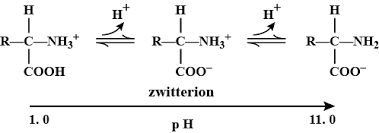 H H⁺ H H⁺ H
R—C—NH₃⁺ R—C—NH₃⁺ R—C—NH₂
COOH COO⁻ COO⁻
zwitterion
1. 0 p H 11. 0